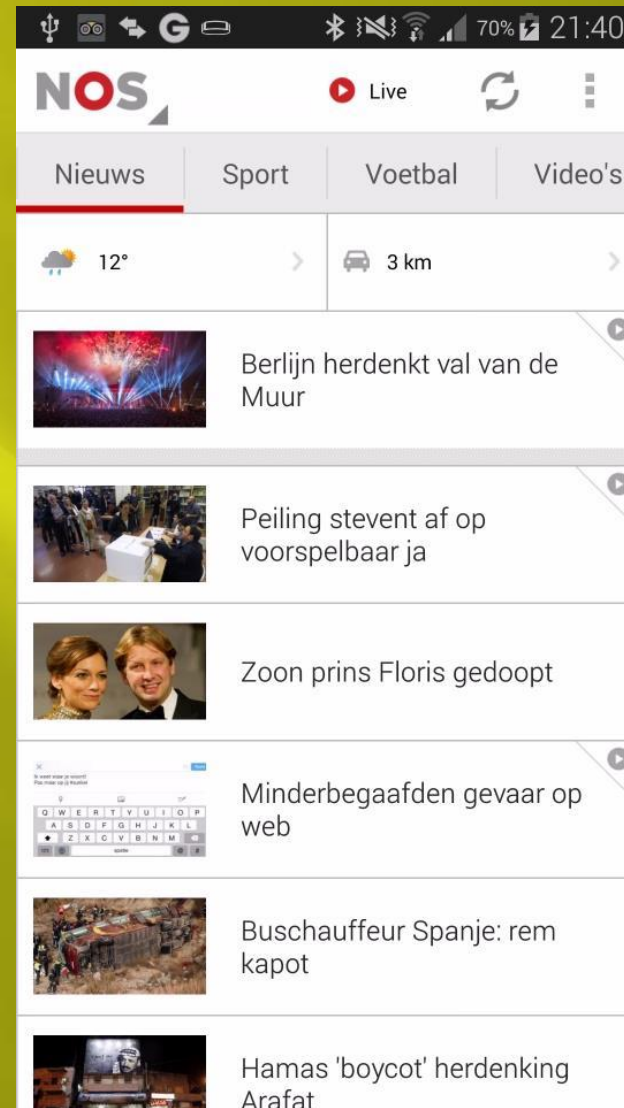 70% 21:40
NOS Live
Nieuws Sport Voetbal Video's
12° 3 km
Berlijn herdenkt val van de
Muur
Peiling stevent af op
voorspelbaar ja
Zoon prins Floris gedoopt
Q W E R T Y U I O P
A S D F G H J K L
Z X C V B N M
Minderbegaafden gevaar op
web
Buschauffeur Spanje: rem
kapot
Hamas 'boycot' herdenking
Arafat